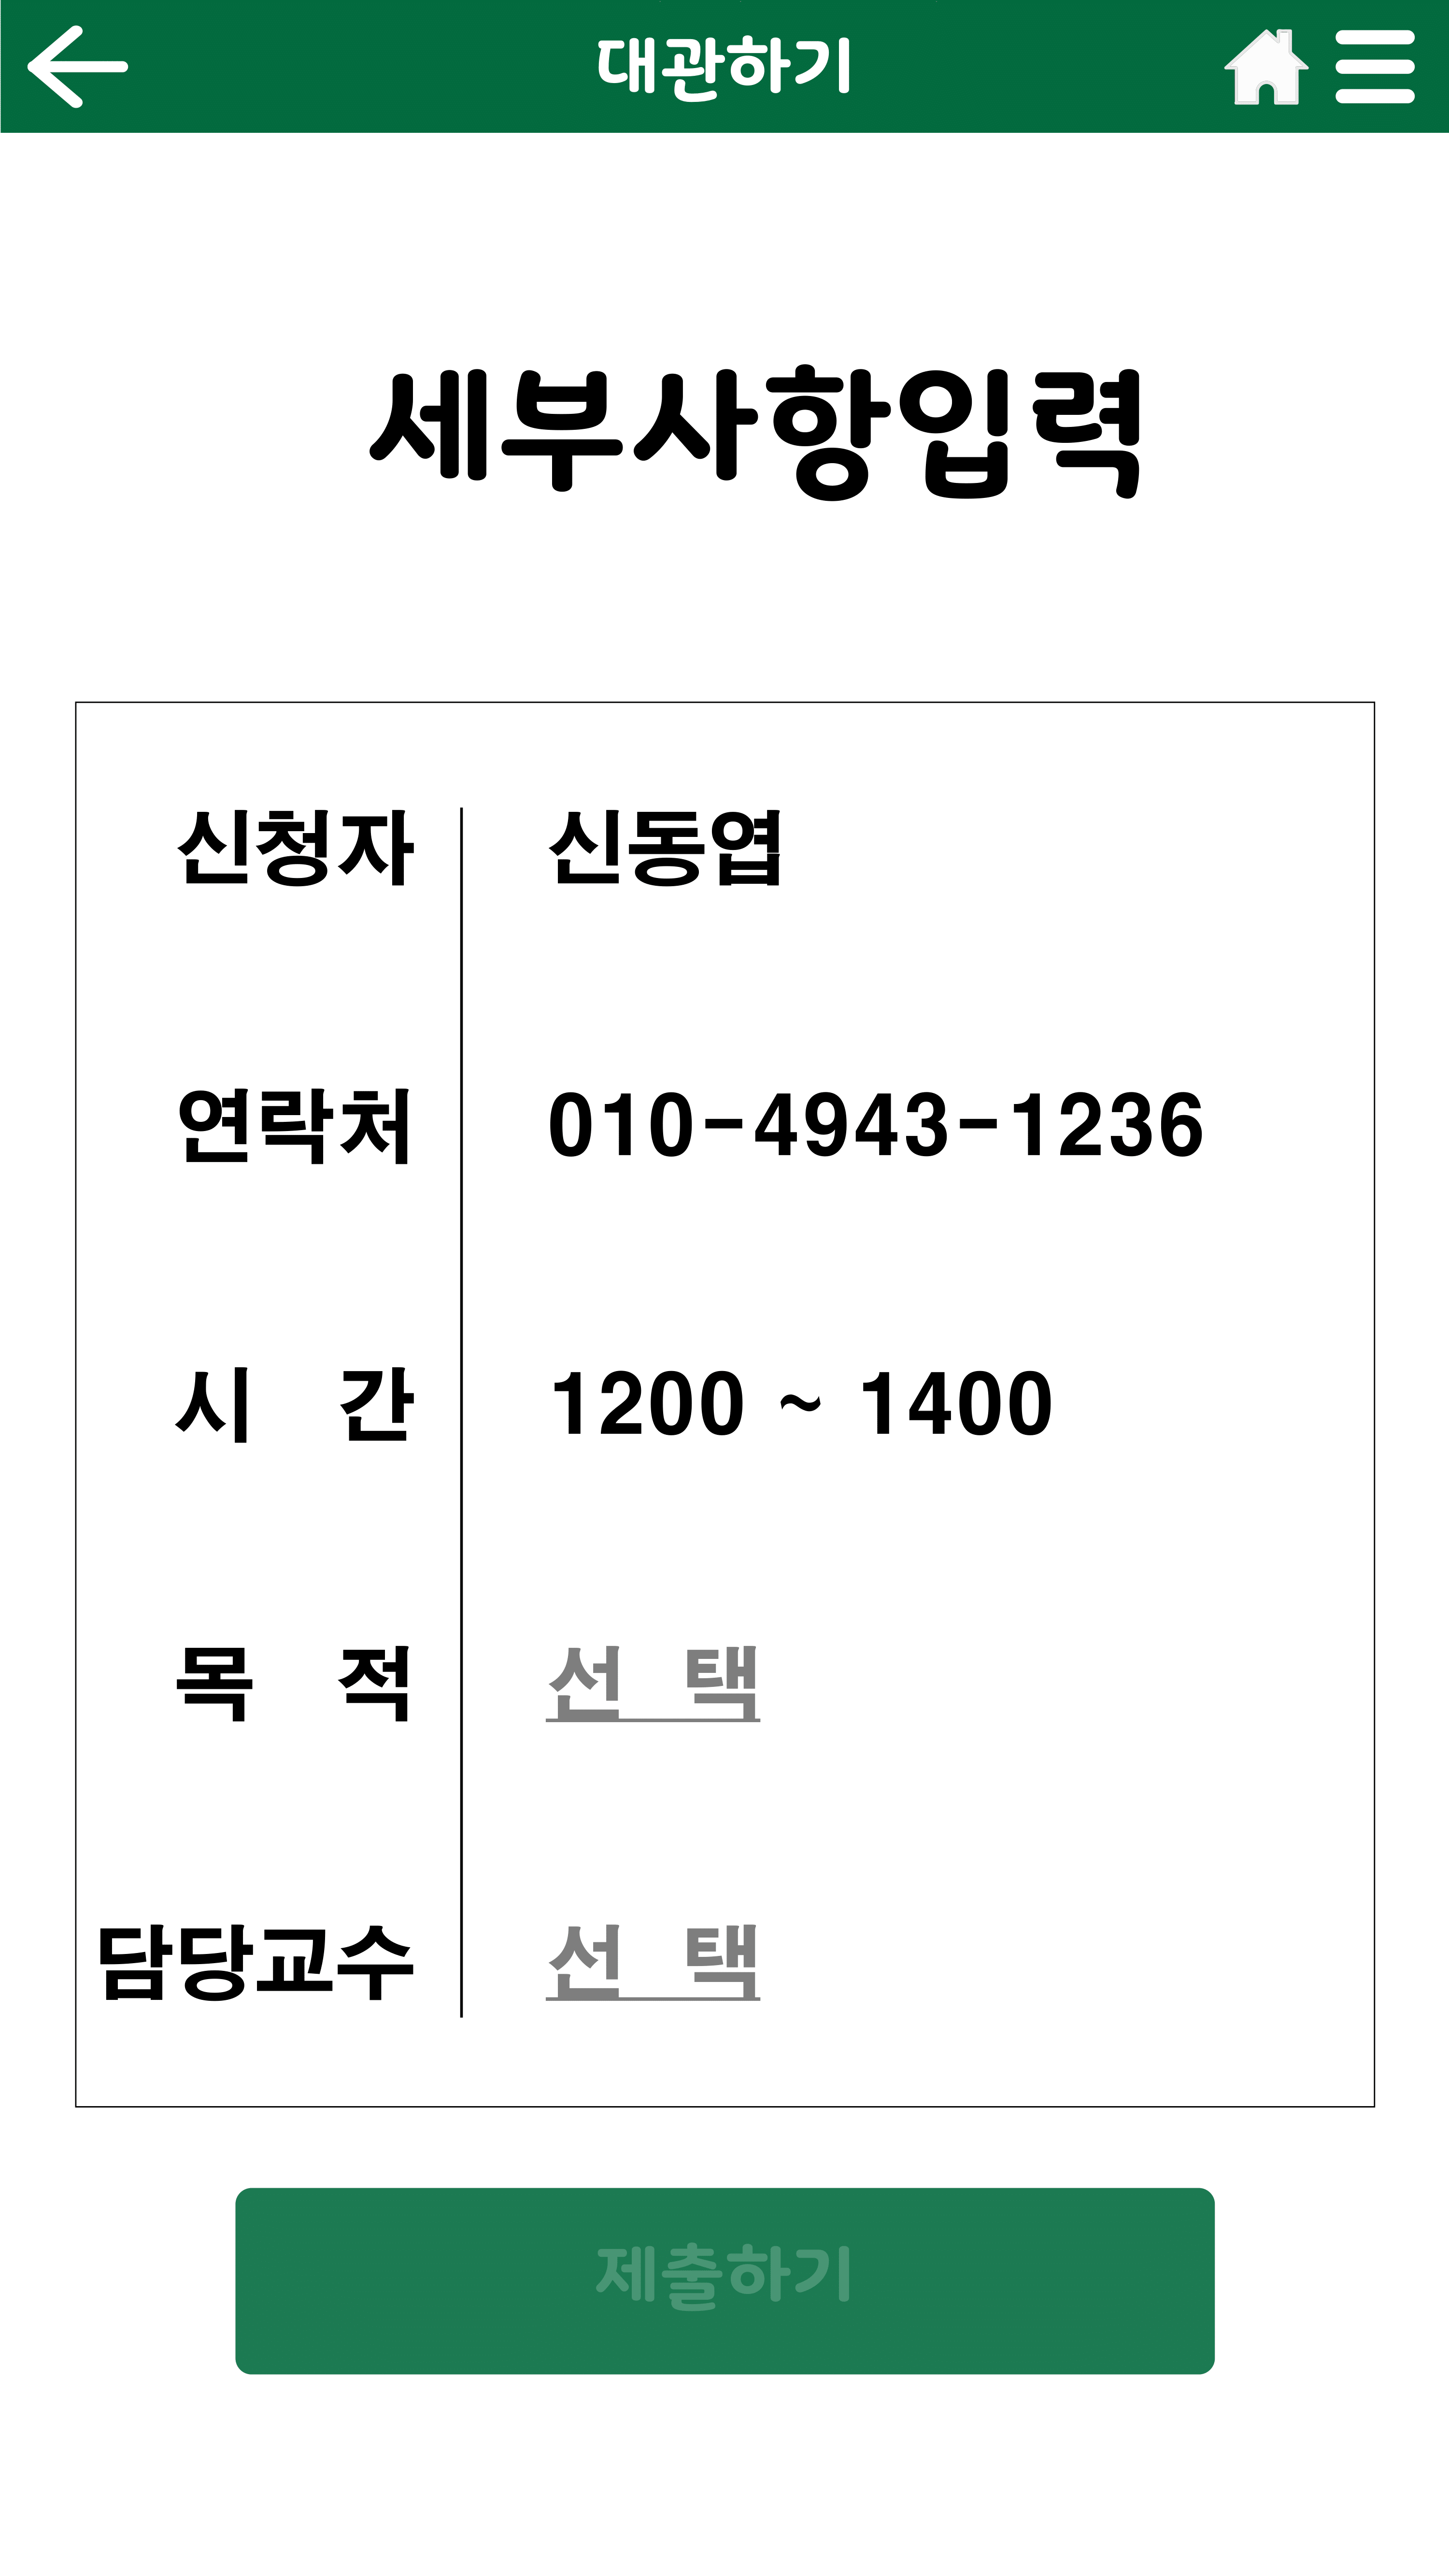 대관하기
세부사항입력
신청자 신동엽
연락처 010-4943-1236
시 간 1200 ~ 1400
목 적 선 택
담당교수 선 택
제출하기